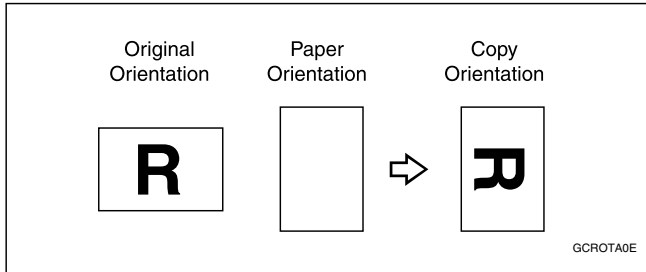 Original
Orientation
Paper
Orientation
Copy
Orientation
R
R
GCROTA0E